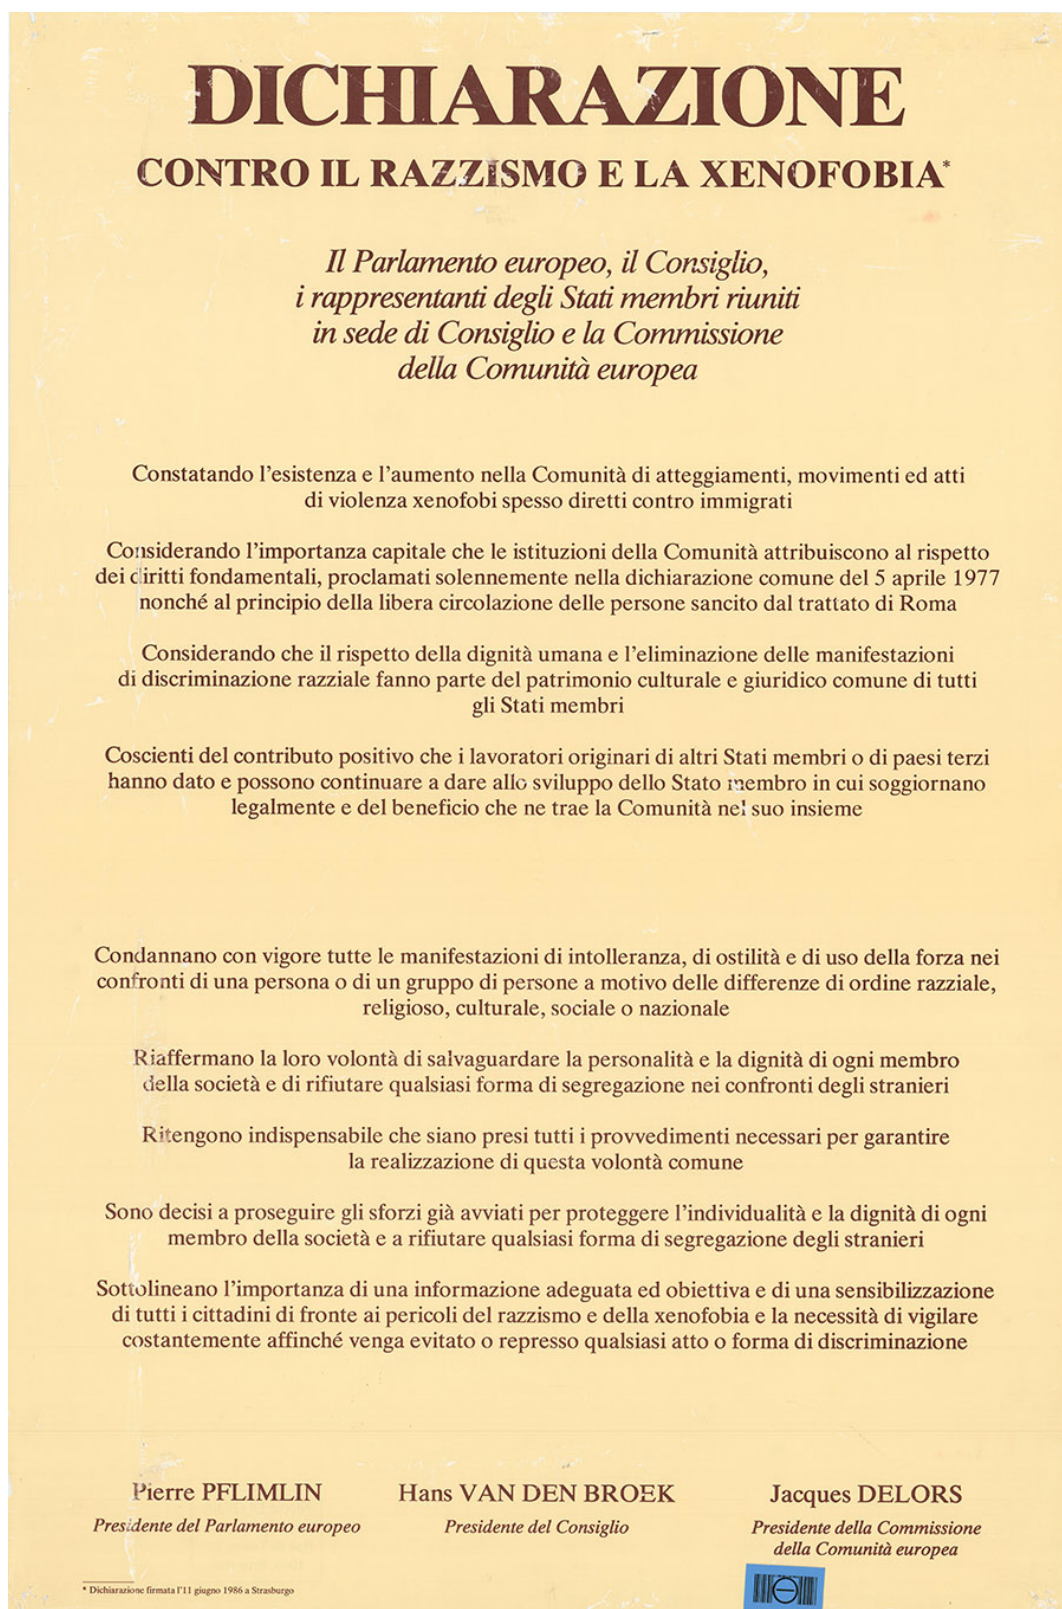 DICHIARAZIONE
CONTRO IL RAZZISMO E LA XENOFOBIA*
Il Parlamento europeo, il Consiglio,
i rappresentanti degli Stati membri riuniti
in sede di Consiglio e la Commissione
della Comunità europea
Constatando l'esistenza e l'aumento nella Comunità di atteggiamenti, movimenti ed atti
di violenza xenofobi spesso diretti contro immigrati
Considerando l'importanza capitale che le istituzioni della Comunità attribuiscono al rispetto
dei diritti fondamentali, proclamati solennemente nella dichiarazione comune del 5 aprile 1977
nonché al principio della libera circolazione delle persone sancito dal trattato di Roma
Considerando che il rispetto della dignità umana e l'eliminazione delle manifestazioni
di discriminazione razziale fanno parte del patrimonio culturale e giuridico comune di tutti
gli Stati membri
Coscienti del contributo positivo che i lavoratori originari di altri Stati membri o di paesi terzi
hanno dato e possono continuare a dare allo sviluppo dello Stato membro in cui soggiornano
legalmente e del beneficio che ne trae la Comunità nel suo insieme
Condannano con vigore tutte le manifestazioni di intolleranza, di ostilità e di uso della forza nei
confronti di una persona o di un gruppo di persone a motivo delle differenze di ordine razziale,
religioso, culturale, sociale o nazionale
Riaffermano la loro volontà di salvaguardare la personalità e la dignità di ogni membro
della società e di rifiutare qualsiasi forma di segregazione nei confronti degli stranieri
Ritengono indispensabile che siano presi tutti i provvedimenti necessari per garantire
la realizzazione di questa volontà comune
Sono decisi a proseguire gli sforzi già avviati per proteggere l'individualità e la dignità di ogni
membro della società e a rifiutare qualsiasi forma di segregazione degli stranieri
Sottolineano l'importanza di una informazione adeguata ed obiettiva e di una sensibilizzazione
di tutti i cittadini di fronte ai pericoli del razzismo e della xenofobia e la necessità di vigilare
costantemente affinché venga evitato o represso qualsiasi atto o forma di discriminazione
Pierre PFLIMLIN
Presidente del Parlamento europeo
Hans VAN DEN BROEK
Presidente del Consiglio
Jacques DELORS
Presidente della Commissione
della Comunità europea
* Dichiarazione firmata l'11 giugno 1986 a Strasburgo